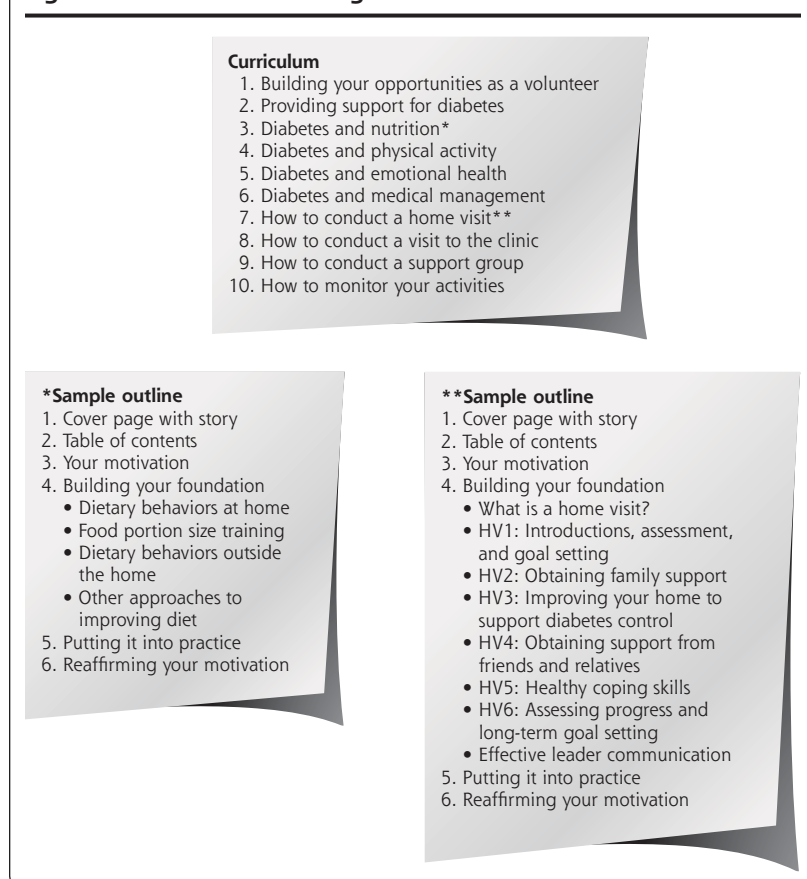 Curriculum
1. Building your opportunities as a volunteer
2. Providing support for diabetes
3. Diabetes and nutrition*
4. Diabetes and physical activity
5. Diabetes and emotional health
6. Diabetes and medical management
7. How to conduct a home visit**
8. How to conduct a visit to the clinic
9. How to conduct a support group
10. How to monitor your activities
*Sample outline
1. Cover page with story
2. Table of contents
3. Your motivation
4. Building your foundation
• Dietary behaviors at home
• Food portion size training
• Dietary behaviors outside
the home
• Other approaches to
improving diet
5. Putting it into practice
6. Reaffirming your motivation
**Sample outline
1. Cover page with story
2. Table of contents
3. Your motivation
4. Building your foundation
• What is a home visit?
• HV1: Introductions, assessment,
and goal setting
• HV2: Obtaining family support
• HV3: Improving your home to
support diabetes control
• HV4: Obtaining support from
friends and relatives
• HV5: Healthy coping skills
• HV6: Assessing progress and
long-term goal setting
• Effective leader communication
5. Putting it into practice
6. Reaffirming your motivation